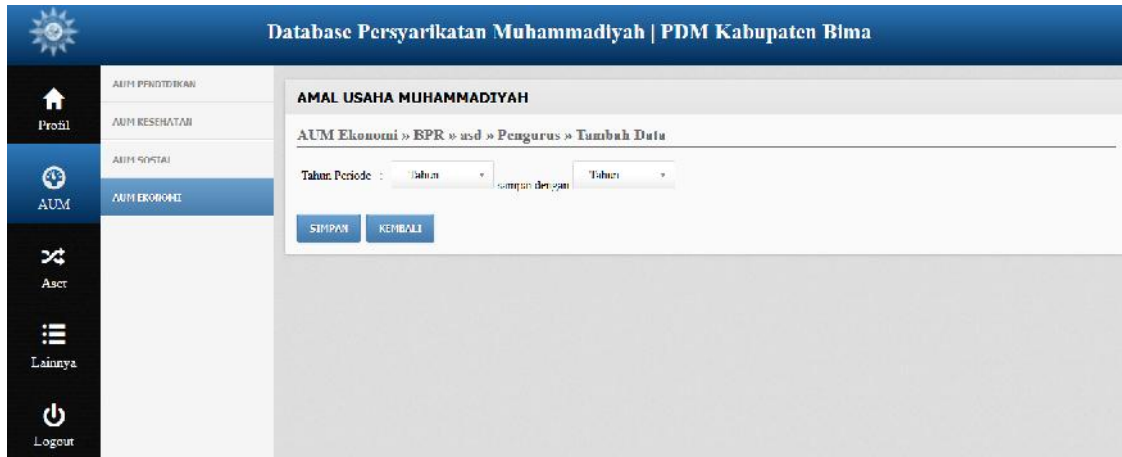 Database Persyarikatan Muhammadiyah | PDM Kabupaten Bima
Profil
AUM
Aset
Lainnya
Logout
AUM PENDIDIKAN
AUM KESEHATAN
AUM SOSIAL
AUM EKONOMI
AMAL USAHA MUHAMMADIYAH
AUM Ekonomi » BPR » asd » Pengurus » Tambah Data
Tahun Periode : Tahun sampai dengan Tahun
SIMPAN KEMBALI